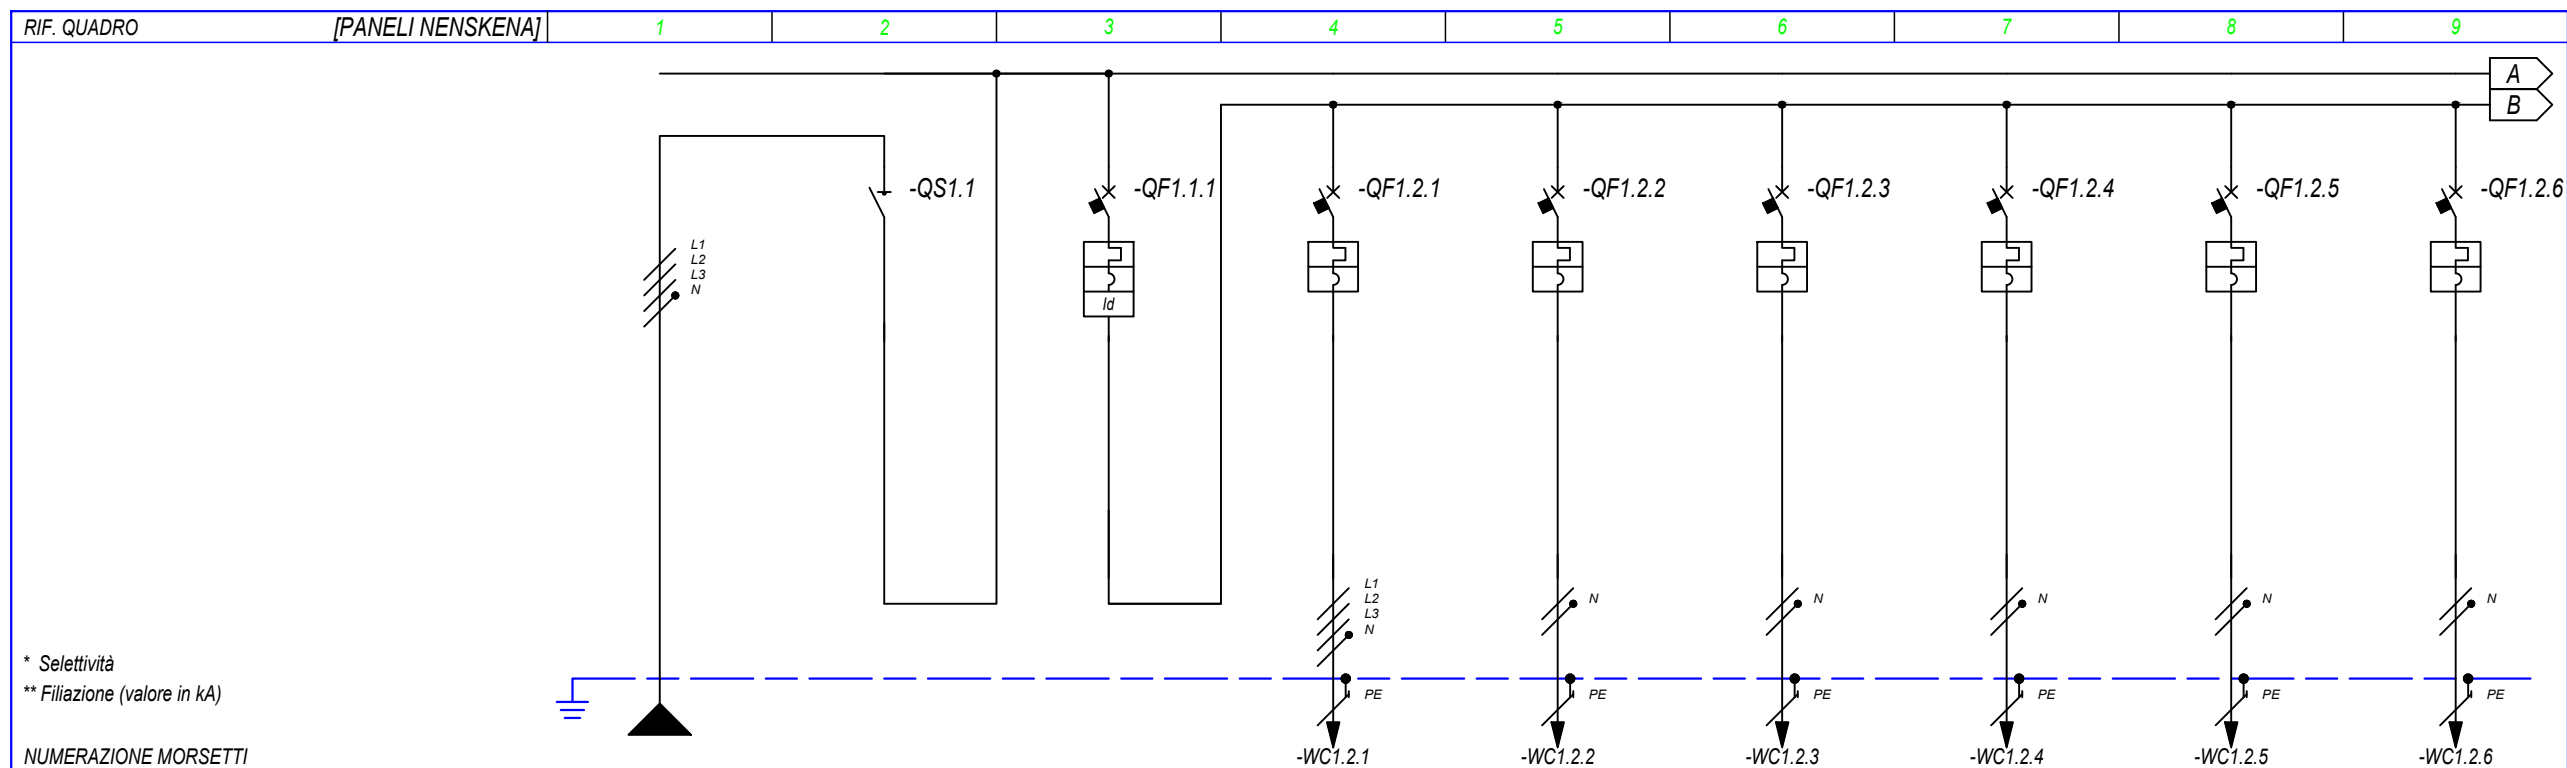 RIF. QUADRO [PANELI NENSKENA] 1 2 3 4 5 6 7 8 9
A
B
-QS1.1 -QF1.1.1 -QF1.2.1 -QF1.2.2 -QF1.2.3 -QF1.2.4 -QF1.2.5 -QF1.2.6
L1
L2
L3
N
Id
L1
L2
L3
N
N
N
N
N
N
* Selettività
** Filiazione (valore in kA)
PE PE PE PE PE PE
NUMERAZIONE MORSETTI -WC1.2.1 -WC1.2.2 -WC1.2.3 -WC1.2.4 -WC1.2.5 -WC1.2.6